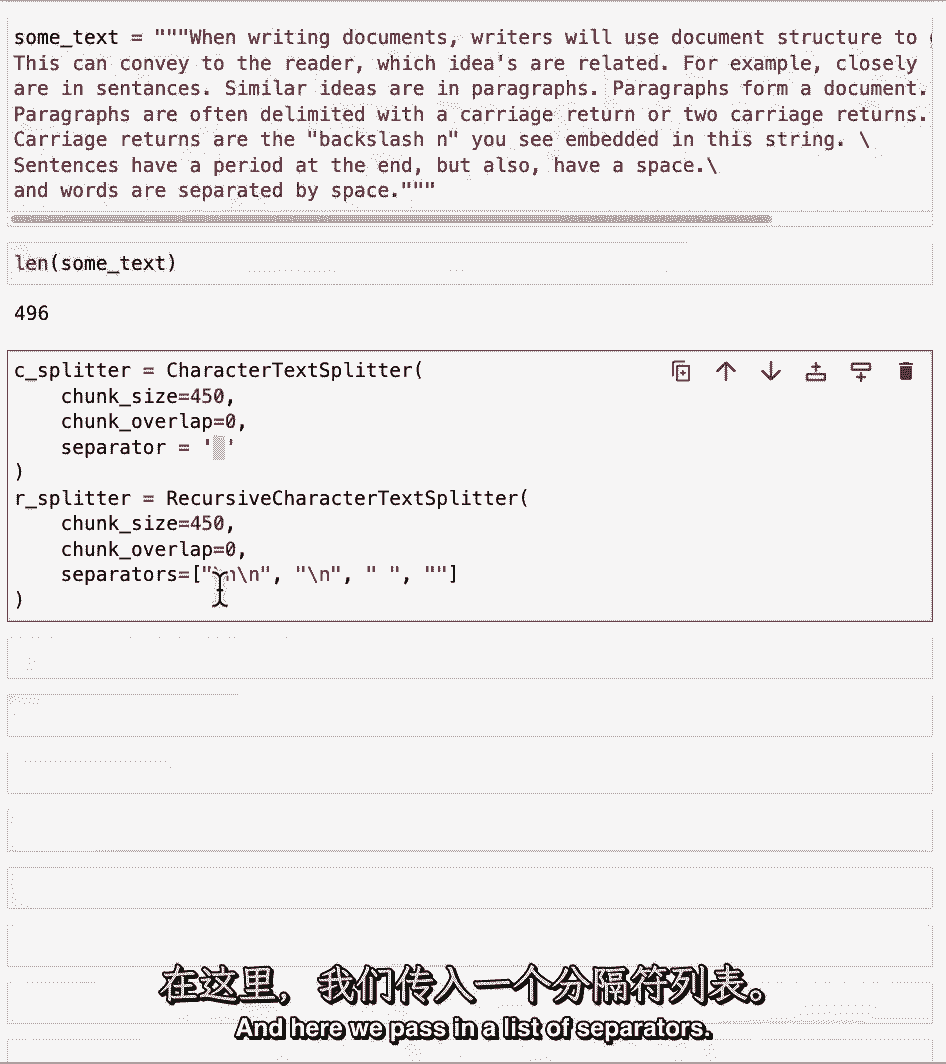 some_text = """When writing documents, writers will use document structure to
This can convey to the reader, which idea's are related. For example, closely
are in sentances. Similar ideas are in paragraphs. Paragraphs form a document.
Paragraphs are often delimited with a carriage return or two carriage returns.
Carriage returns are the "backslash n" you see embedded in this string. \
Sentences have a period at the end, but also, have a space.\
and words are separated by space."""
len(some_text)
496
c_splitter = CharacterTextSplitter(
    chunk_size=450,
    chunk_overlap=0,
    separator = ' '
)
r_splitter = RecursiveCharacterTextSplitter(
    chunk_size=450,
    chunk_overlap=0,
    separators=["\n\n", "\n", " ", ""]
)
在这里，我们传入一个分隔符列表。
And here we pass in a list of separators.